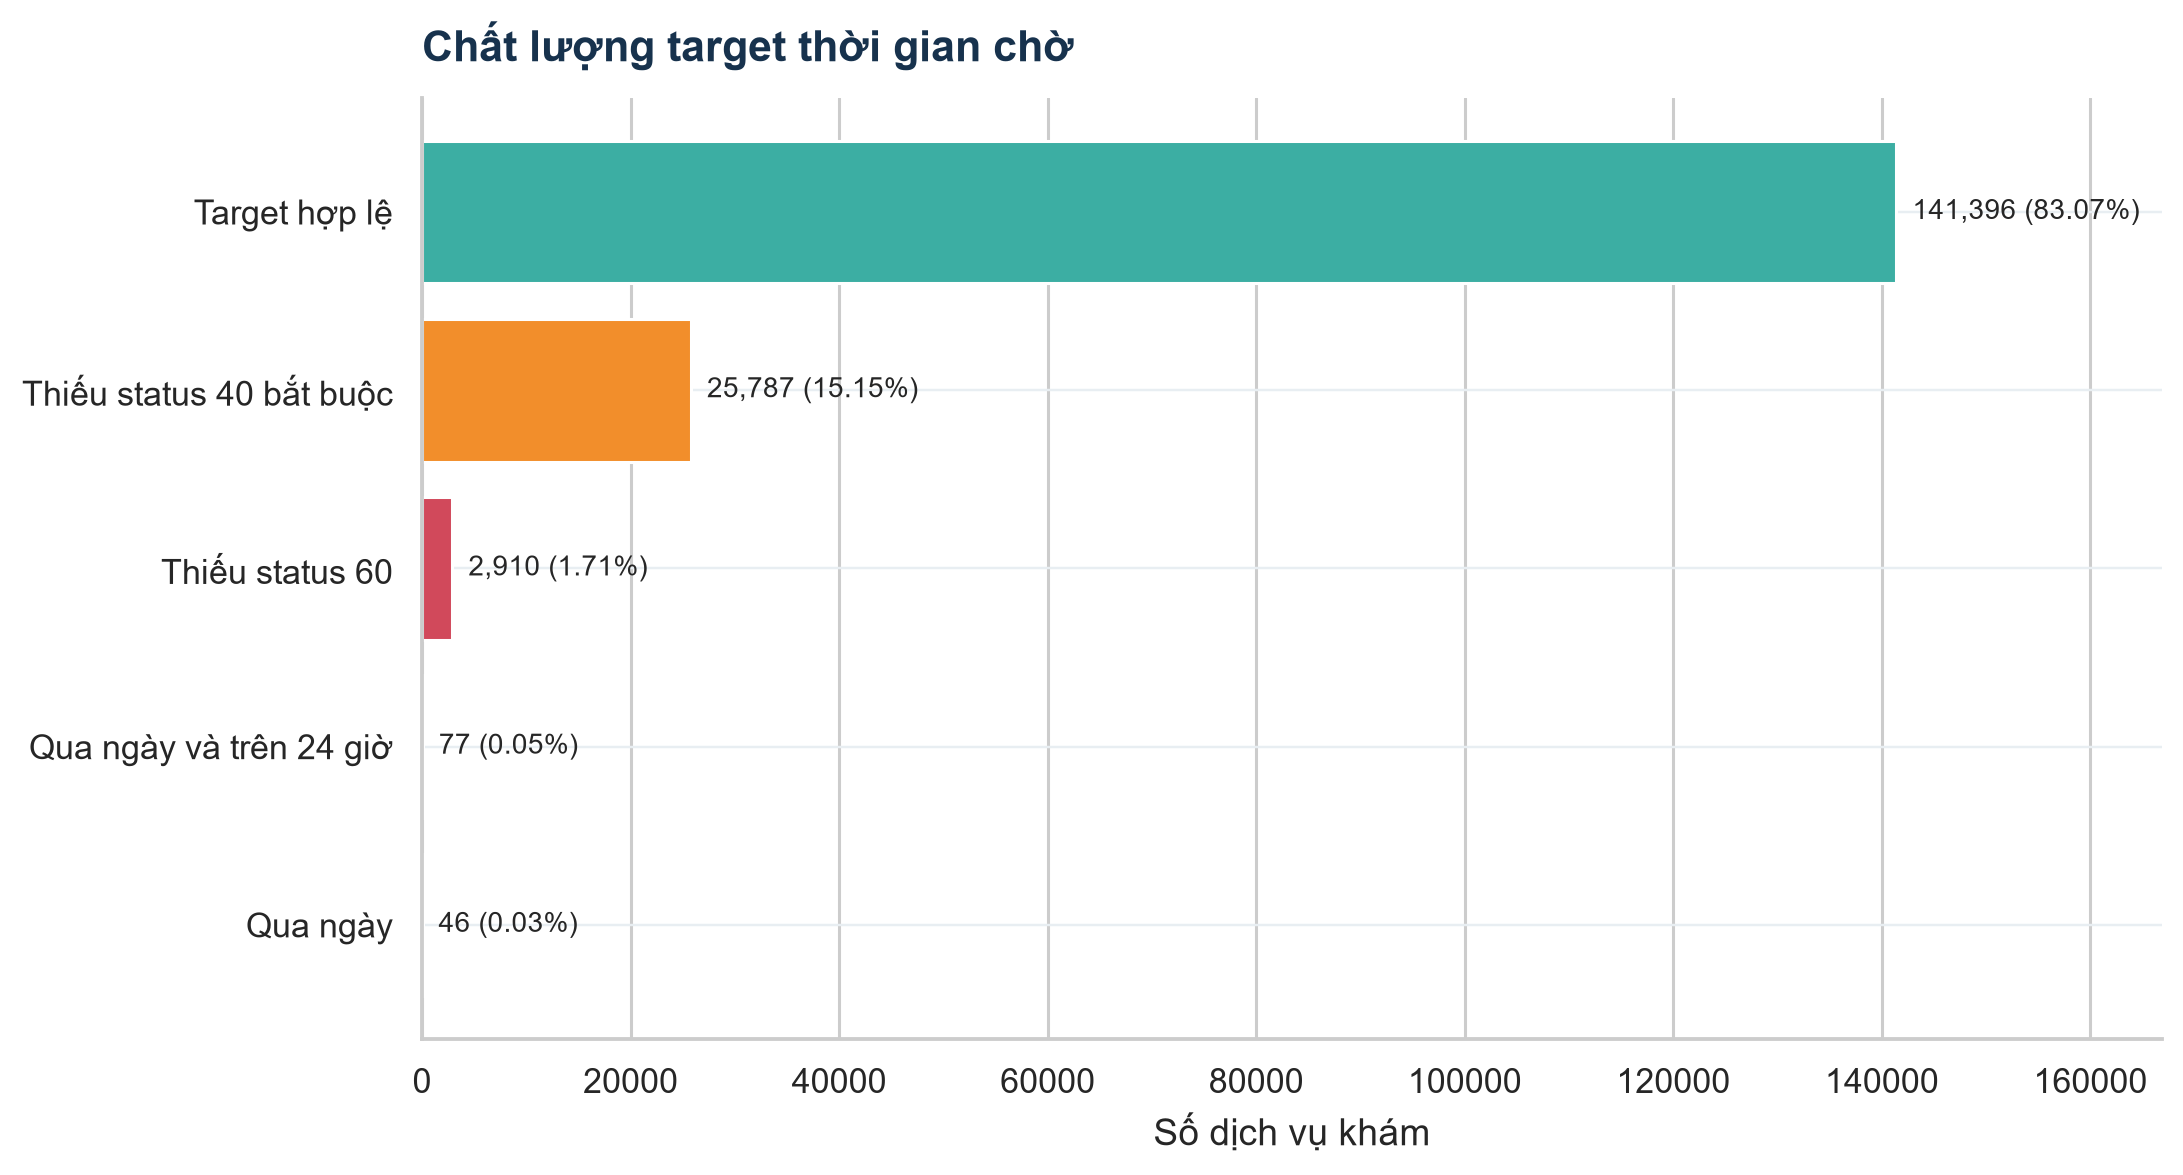 Chất lượng target thời gian chờ
Target hợp lệ
141,396 (83.07%)
Thiếu status 40 bắt buộc
25,787 (15.15%)
Thiếu status 60
2,910 (1.71%)
Qua ngày và trên 24 giờ
77 (0.05%)
Qua ngày
46 (0.03%)
0 20000 40000 60000 80000 100000 120000 140000 160000
Số dịch vụ khám